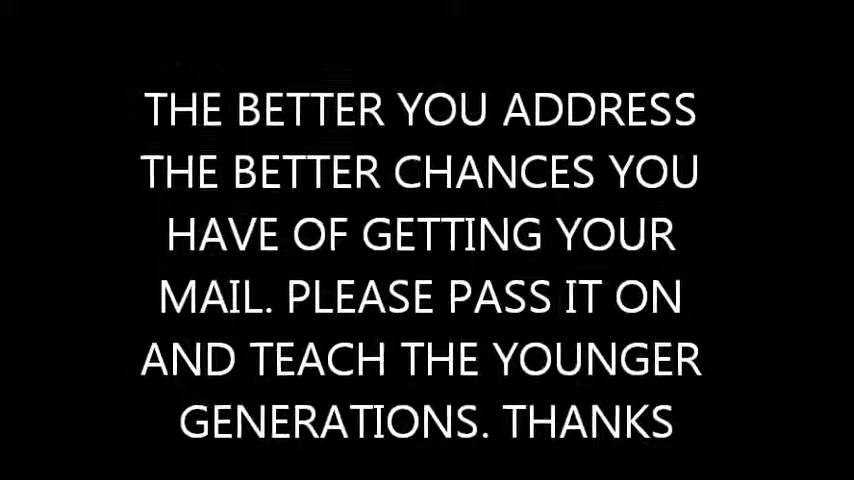 THE BETTER YOU ADDRESS
THE BETTER CHANCES YOU
HAVE OF GETTING YOUR
MAIL. PLEASE PASS IT ON
AND TEACH THE YOUNGER
GENERATIONS. THANKS